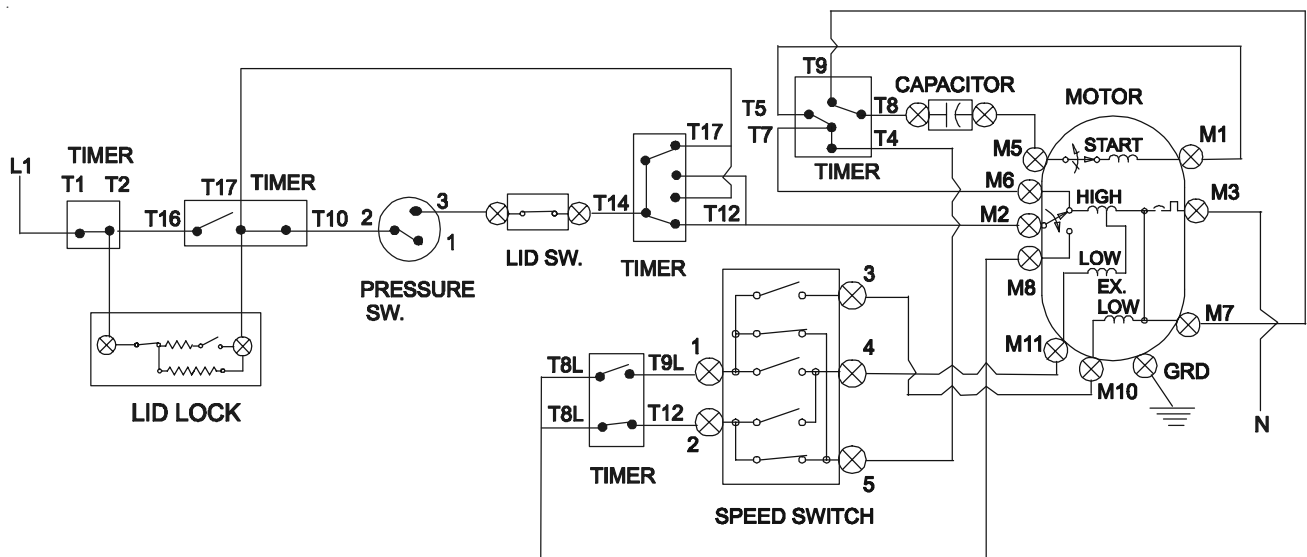 T9
CAPACITOR
MOTOR
T5
T8
T7
T4
TIMER
M5
START
M1
M6
HIGH
M3
M2
LOW
EX.
LOW
M8
M7
M11
M10
GRD
N
L1
TIMER
T1 T2
T17
TIMER
T16
T10
2
3
1
PRESSURE
SW.
LID SW.
T14
T17
T12
TIMER
LID LOCK
T8L
T9L
1
T8L
T12
2
TIMER
3
4
5
SPEED SWITCH